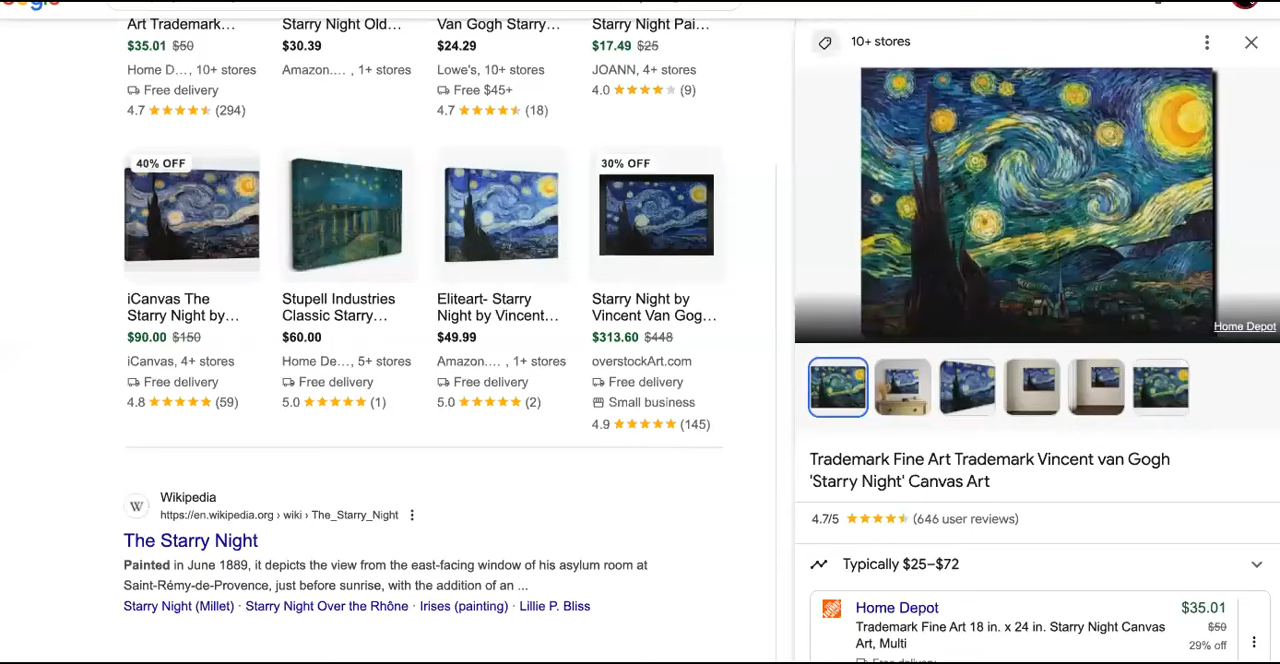 Art Trademark...
$35.01 $50
Home D..., 10+ stores
Free delivery
4.7 (294)
Starry Night Old...
$30.39
Amazon.... , 1+ stores
Van Gogh Starry...
$24.29
Lowe's, 10+ stores
Free $45+
4.7 (18)
Starry Night Pai...
$17.49 $25
JOANN, 4+ stores
4.0 (9)
40% OFF
iCanvas The
Starry Night by...
$90.00 $150
iCanvas, 4+ stores
Free delivery
4.8 (59)
Stupell Industries
Classic Starry...
$60.00
Home De..., 5+ stores
Free delivery
5.0 (1)
Eliteart- Starry
Night by Vincent...
$49.99
Amazon.... , 1+ stores
Free delivery
5.0 (2)
30% OFF
Starry Night by
Vincent Van Gog...
$313.60 $448
overstockArt.com
Free delivery
Small business
4.9 (145)
W
Wikipedia
https://en.wikipedia.org › wiki › The_Starry_Night
The Starry Night
Painted in June 1889, it depicts the view from the east-facing window of his asylum room at
Saint-Rémy-de-Provence, just before sunrise, with the addition of an ...
Starry Night (Millet) · Starry Night Over the Rhône · Irises (painting) · Lillie P. Bliss
10+ stores
Home Depot
Trademark Fine Art Trademark Vincent van Gogh
'Starry Night' Canvas Art
4.7/5 (646 user reviews)
Typically $25–$72
Home Depot
$35.01
Trademark Fine Art 18 in. x 24 in. Starry Night Canvas
$50
Art, Multi
29% off